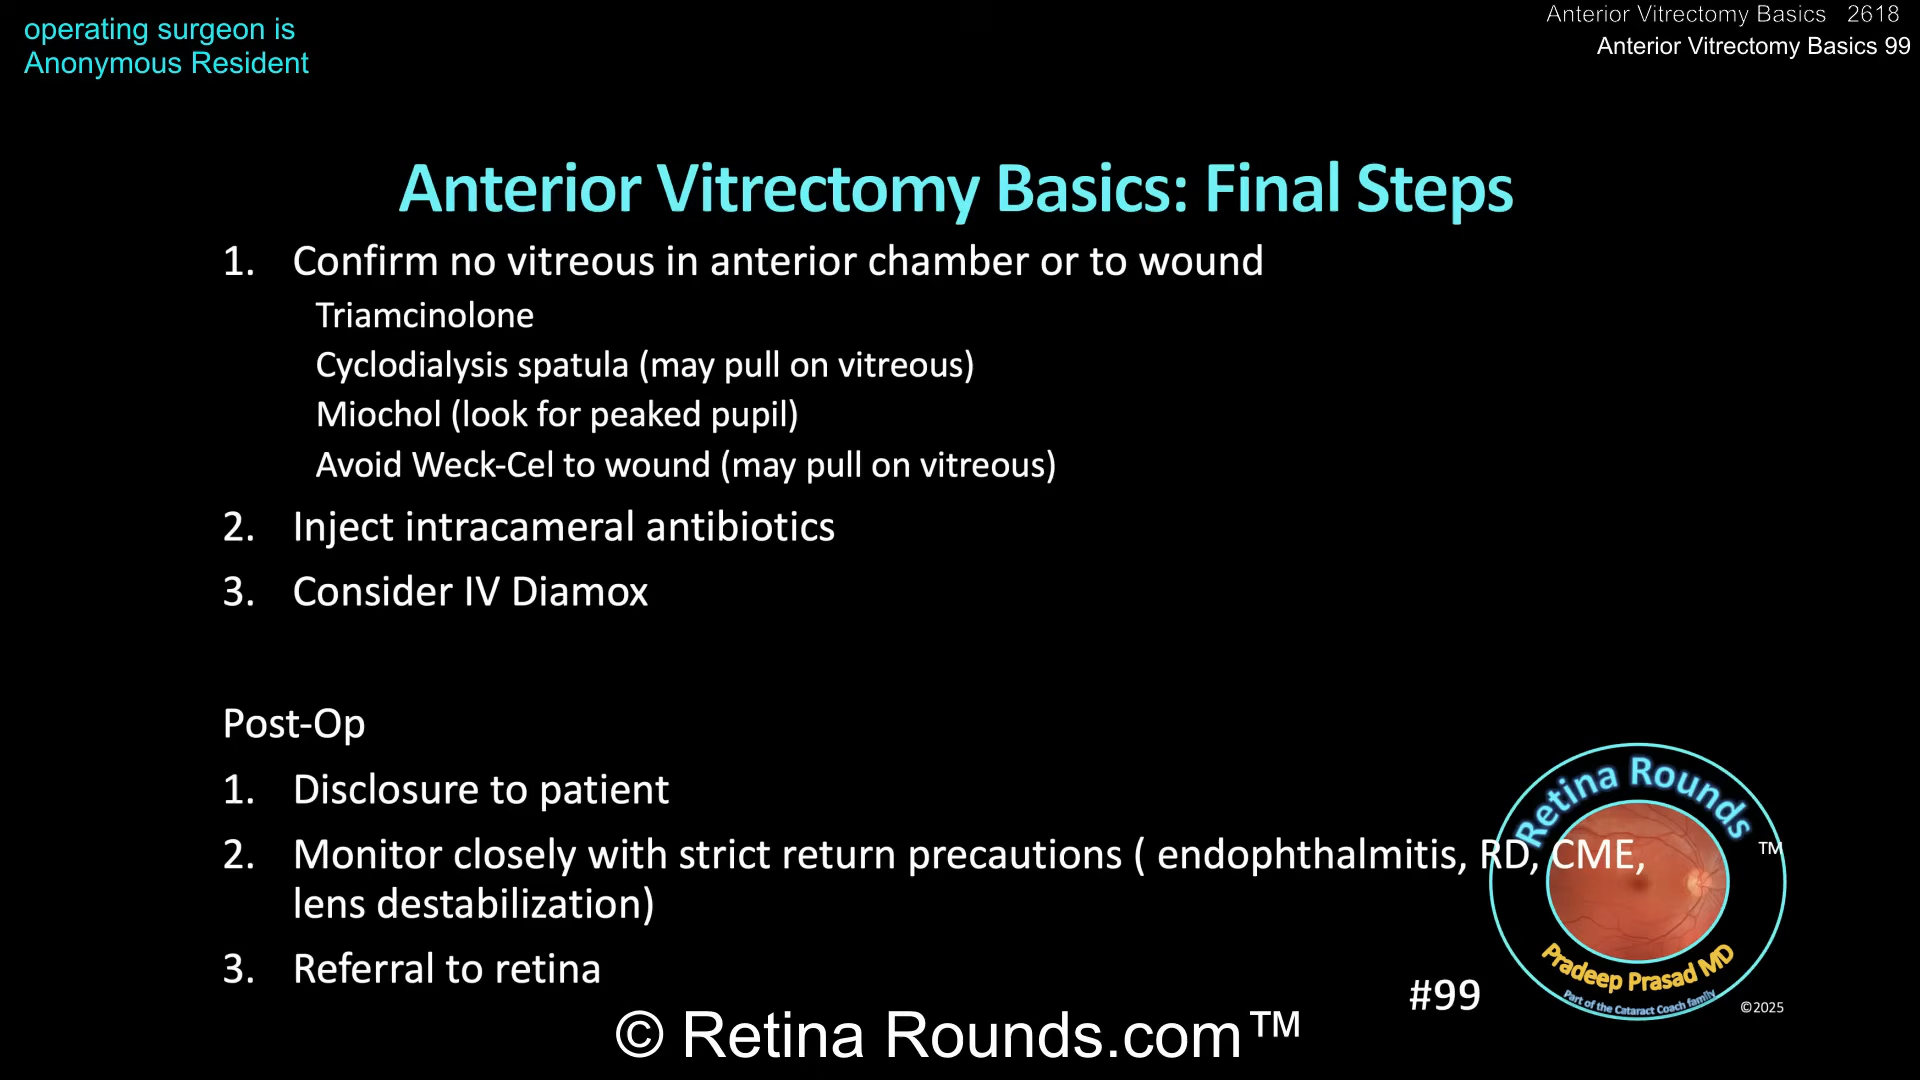 operating surgeon is
Anonymous Resident
Anterior Vitrectomy Basics 2618
Anterior Vitrectomy Basics 99
Anterior Vitrectomy Basics: Final Steps
1. Confirm no vitreous in anterior chamber or to wound
Triamcinolone
Cyclodialysis spatula (may pull on vitreous)
Miochol (look for peaked pupil)
Avoid Weck-Cel to wound (may pull on vitreous)
2. Inject intracameral antibiotics
3. Consider IV Diamox
Post-Op
1. Disclosure to patient
2. Monitor closely with strict return precautions ( endophthalmitis, RD, CME,
lens destabilization)
3. Referral to retina
Retina Rounds
TM
Pradeep Prasad MD
Part of the Cataract Coach family
#99
©2025
© Retina Rounds.com™